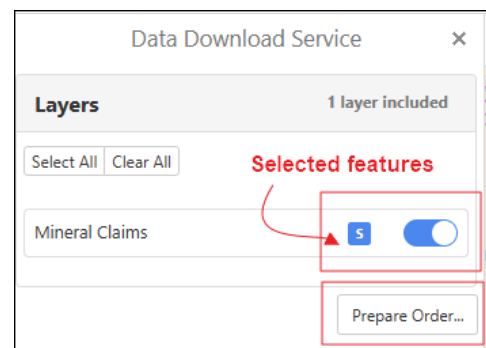 Data Download Service ×
Layers 1 layer included
Select All Clear All
Selected features
Mineral Claims S
Prepare Order...